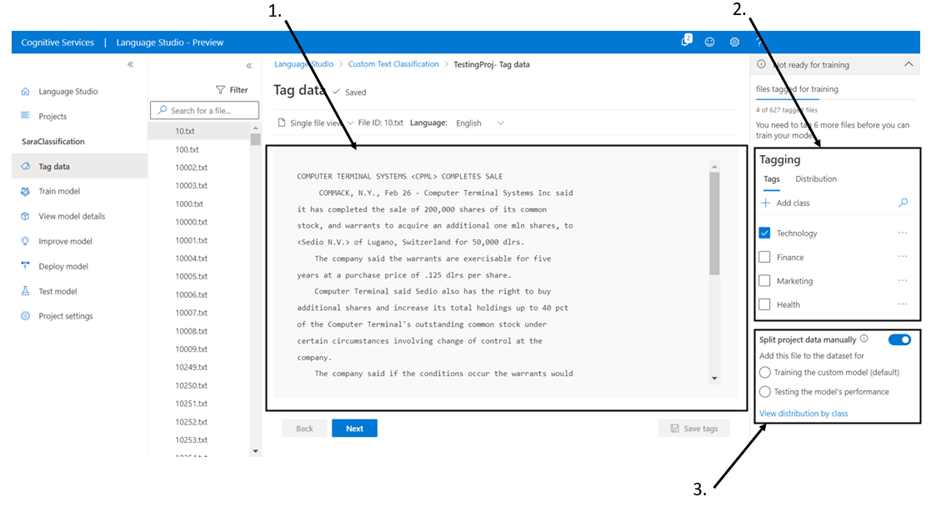 1.
2.
Cognitive Services | Language Studio - Preview
2
?
Language Studio
Projects
SaraClassification
Tag data
Train model
View model details
Improve model
Deploy model
Test model
Project settings
Filter
Search for a file...
10.txt
100.txt
10002.txt
10003.txt
1000.txt
10000.txt
10001.txt
10004.txt
10005.txt
10006.txt
10007.txt
10008.txt
10009.txt
10249.txt
10250.txt
10251.txt
10252.txt
10253.txt
Language Studio > Custom Text Classification > TestingProj- Tag data
Tag data Saved
Single file view File ID: 10.txt Language: English
COMPUTER TERMINAL SYSTEMS <CPML> COMPLETES SALE
COMMACK, N.Y., Feb 26 - Computer Terminal Systems Inc said
it has completed the sale of 200,000 shares of its common
stock, and warrants to acquire an additional one mln shares, to
<Sedio N.V.> of Lugano, Switzerland for 50,000 dlrs.
The company said the warrants are exercisable for five
years at a purchase price of .125 dlrs per share.
Computer Terminal said Sedio also has the right to buy
additional shares and increase its total holdings up to 40 pct
of the Computer Terminal's outstanding common stock under
certain circumstances involving change of control at the
company.
The company said if the conditions occur the warrants would
Back Next Save tags
Not ready for training
files tagged for training
4 of 627 tagged files
You need to tag 6 more files before you can
train your model
Tagging
Tags Distribution
Add class
Technology
Finance
Marketing
Health
Split project data manually
Add this file to the dataset for
Training the custom model (default)
Testing the model's performance
View distribution by class
3.